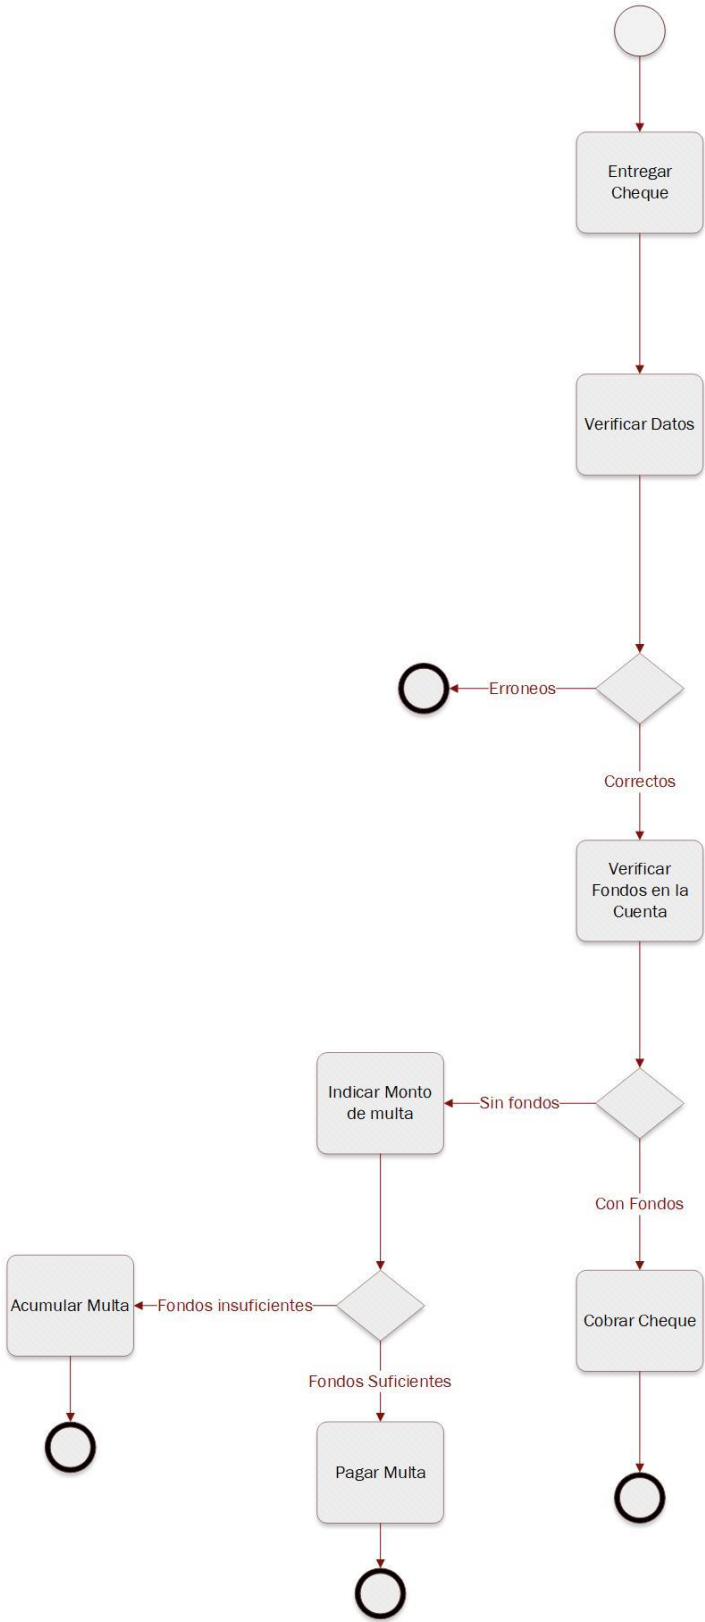 Entregar
Cheque
Verificar Datos
Erroneos
Correctos
Verificar
Fondos en la
Cuenta
Indicar Monto
de multa
Sin fondos
Con Fondos
Acumular Multa
Fondos insuficientes
Cobrar Cheque
Fondos Suficientes
Pagar Multa